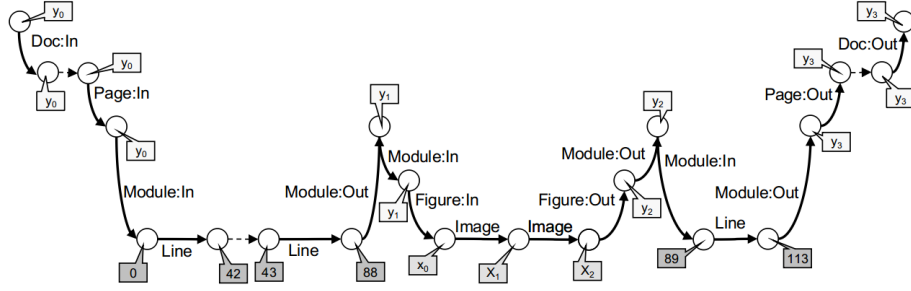 y₀ y₃
Doc:In Doc:Out
y₀ y₀ y₃ y₃
Page:In y₁ y₂ Page:Out
y₀ y₃
Module:In Module:Out Module:In
Module:In Module:Out Figure:In Figure:Out Module:Out
y₁ y₂
Line Line Image Image Line
0 42 43 88 x₀ X₁ X₂ 89 113